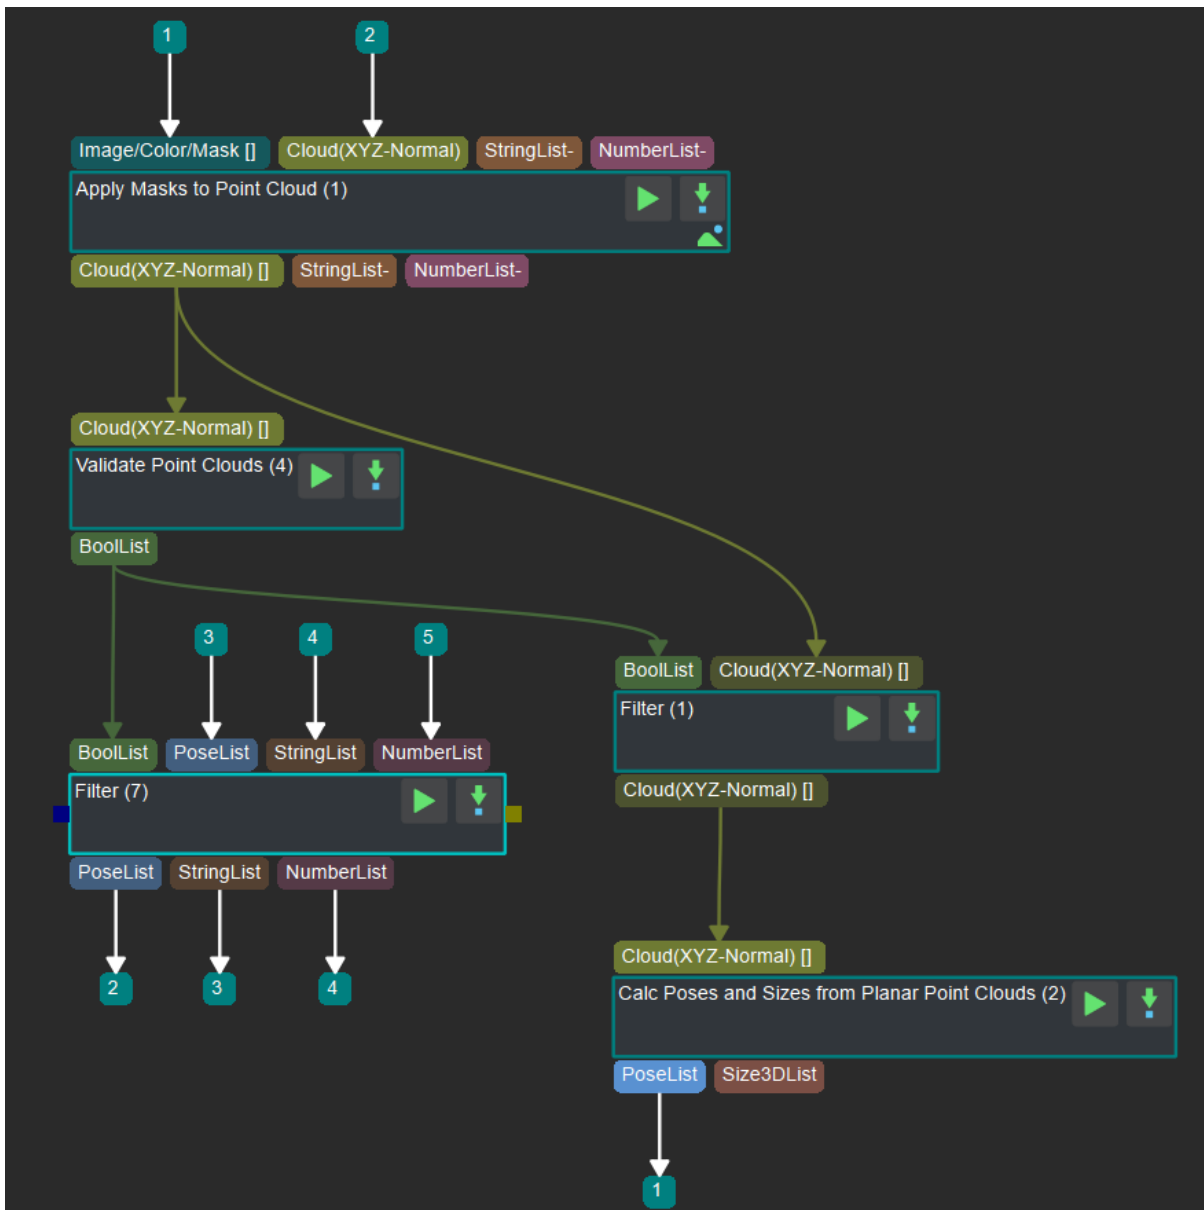 1 2
Image/Color/Mask [] Cloud(XYZ-Normal) StringList- NumberList-
Apply Masks to Point Cloud (1)
Cloud(XYZ-Normal) [] StringList- NumberList-
Cloud(XYZ-Normal) []
Validate Point Clouds (4)
BoolList
3 4 5
BoolList PoseList StringList NumberList
Filter (7)
PoseList StringList NumberList
2 3 4
BoolList Cloud(XYZ-Normal) []
Filter (1)
Cloud(XYZ-Normal) []
Cloud(XYZ-Normal) []
Calc Poses and Sizes from Planar Point Clouds (2)
PoseList Size3DList
1